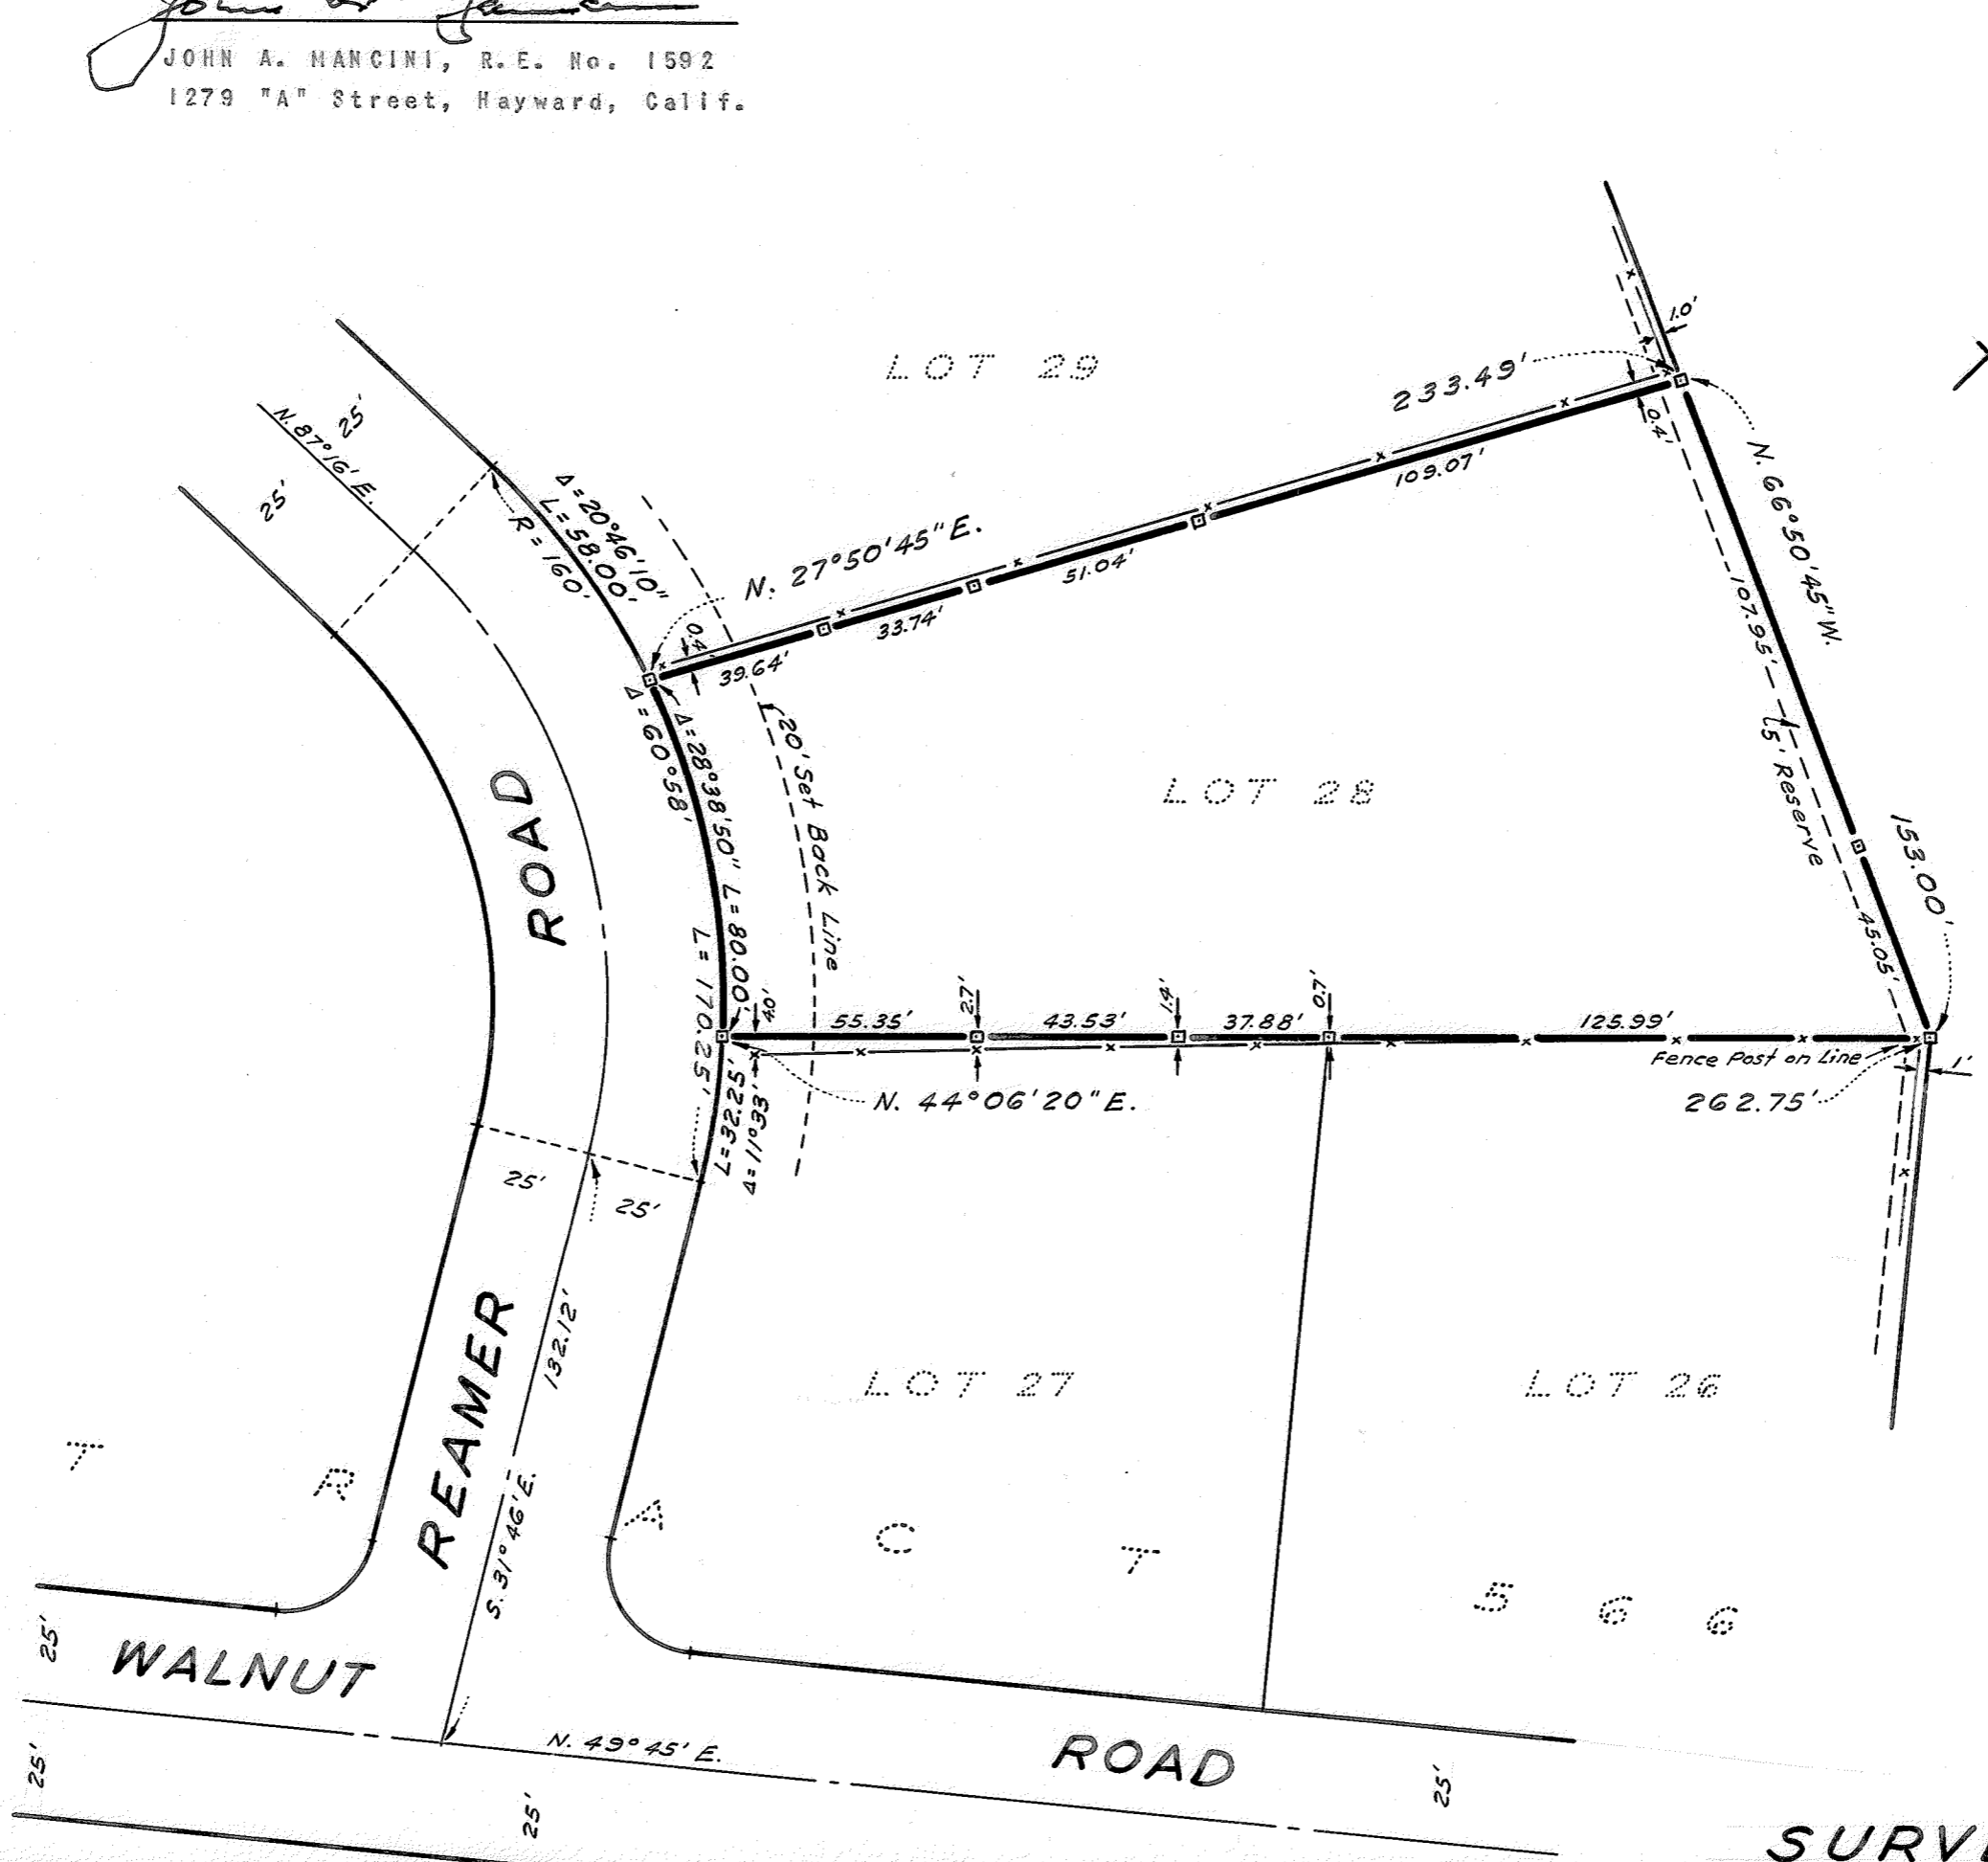 JOHN A. MANCINI, R.E. No. 1592
1279 "A" Street, Hayward, Calif.
LOT 29
1.0'
233.49'
0.4'
109.07'
N. 66°50'45"W.
25'
N. 87°16' E.
25'
Δ=20°46'10"
L=58.00'
R=160'
N. 27°50'45"E.
51.04'
33.74'
0.4'
39.64'
107.95'
5' Reserve
Δ=60°58'
Δ=28°38'50" L=80.00'
20' Set Back Line
LOT 28
153.00'
45.05'
ROAD
L=170.25'
4.0'
55.35'
2.7'
43.53'
1.4'
37.88'
0.7'
125.99'
Fence Post on Line
1'
262.75'
N. 44°06'20"E.
L=32.25'
Δ=11°33'
25'
25'
132.12'
REAMER
S. 31°46'E.
LOT 27
LOT 26
T R A C T 566
25'
WALNUT
N. 49°45' E.
ROAD
25'
25'
25'
SURV